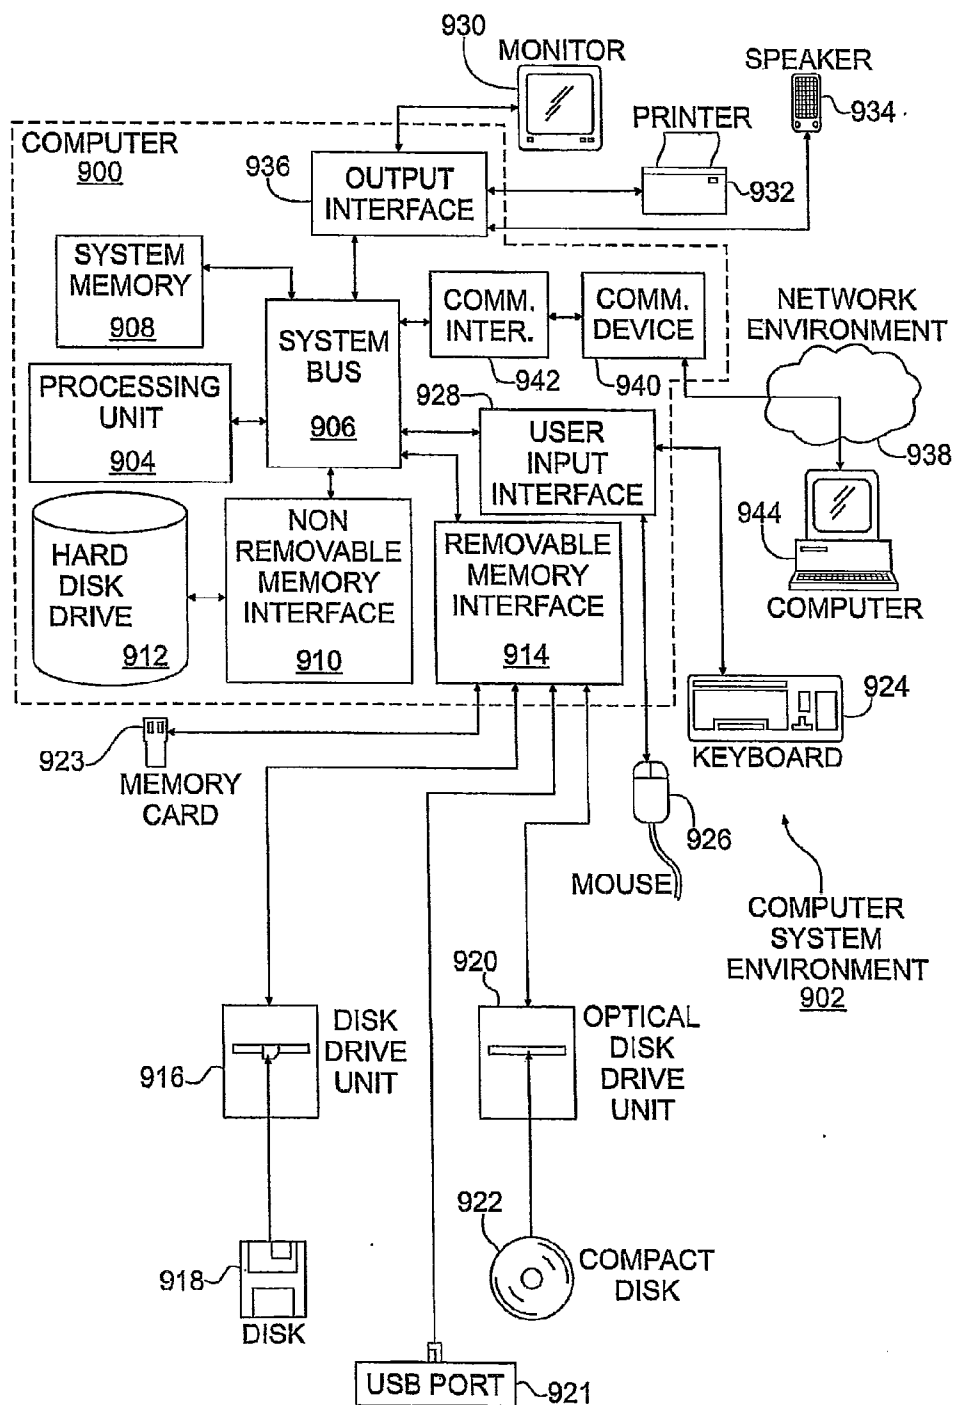 930
MONITOR
SPEAKER
934
PRINTER
932
COMPUTER
900
936
OUTPUT
INTERFACE
SYSTEM
MEMORY
908
COMM.
INTER.
942
COMM.
DEVICE
940
NETWORK
ENVIRONMENT
938
SYSTEM
BUS
906
PROCESSING
UNIT
904
928
USER
INPUT
INTERFACE
944
COMPUTER
HARD
DISK
DRIVE
912
NON
REMOVABLE
MEMORY
INTERFACE
910
REMOVABLE
MEMORY
INTERFACE
914
924
KEYBOARD
923
MEMORY
CARD
926
MOUSE
COMPUTER
SYSTEM
ENVIRONMENT
902
916
DISK
DRIVE
UNIT
920
OPTICAL
DISK
DRIVE
UNIT
918
DISK
922
COMPACT
DISK
USB PORT
921